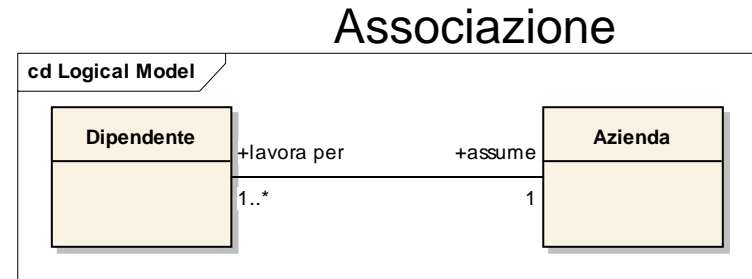 Associazione
cd Logical Model
Dipendente
Azienda
+lavora per
+assume
1..*
1